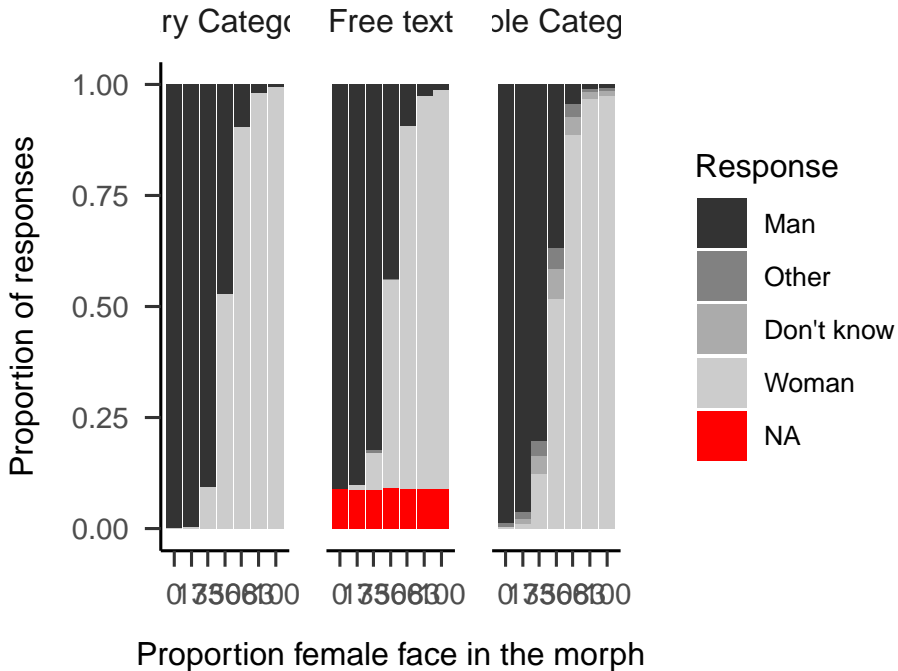 ry Catego
Free text
ole Categ
Proportion of responses
1.00
0.75
0.50
0.25
0.00
Response
Man
Other
Don't know
Woman
NA
Proportion female face in the morph